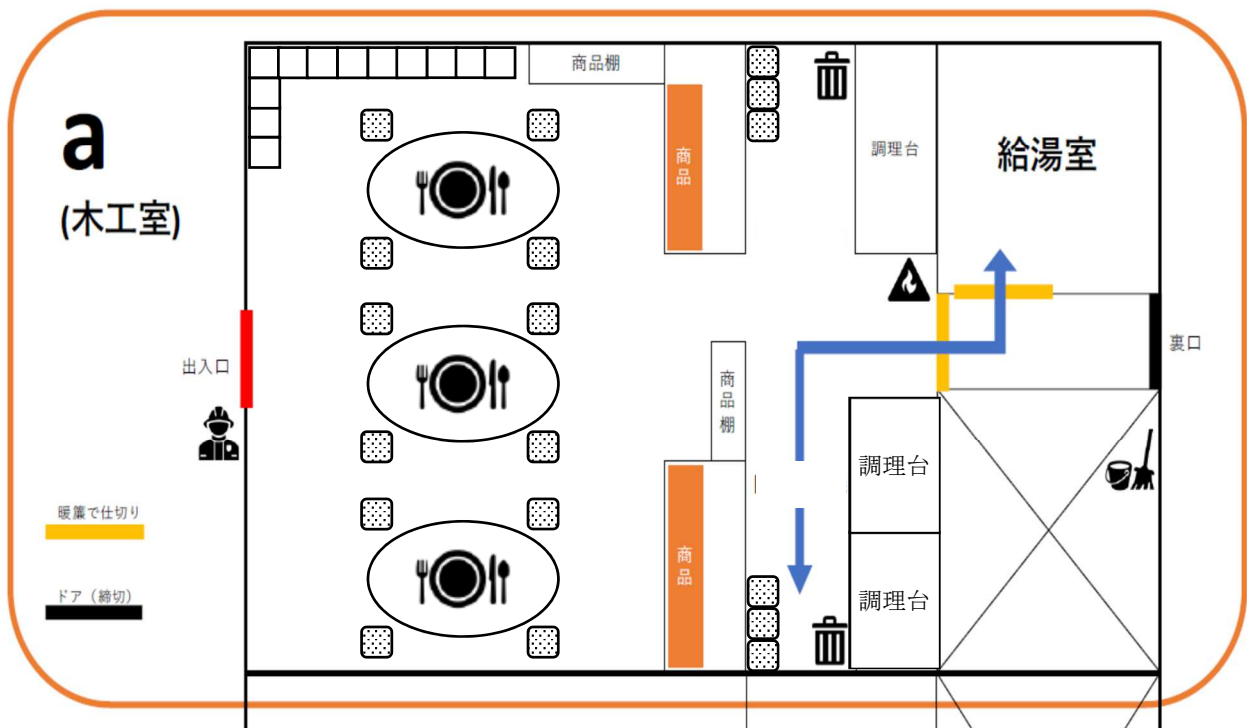 a
(木工室)
商品棚
商品
調理台
給湯室
出入口
裏口
商品棚
調理台
商品
調理台
暖簾で仕切り
ドア（締切）